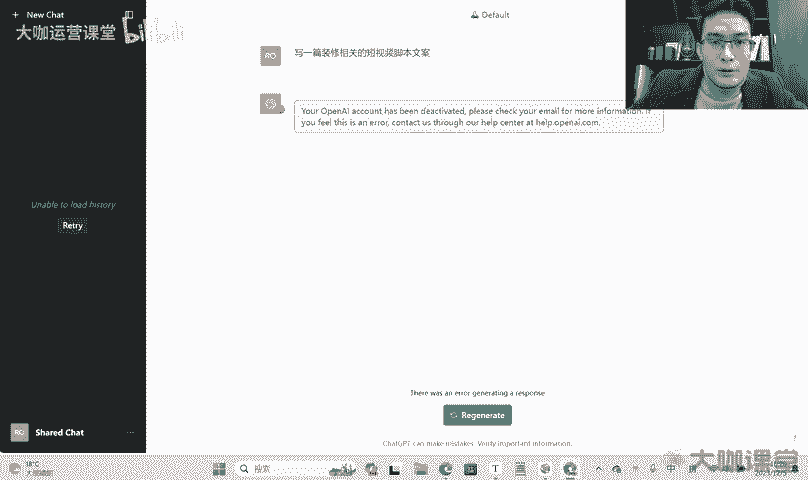 New Chat
大咖运营课堂 bilibili
Default
RO
写一篇装修相关的短视频脚本文案
Your OpenAI account has been deactivated, please check your email for more information. If
you feel this is an error, contact us through our help center at help.openai.com.
Unable to load history
Retry
There was an error generating a response
Regenerate
RO Shared Chat
ChatGPT can make mistakes. Verify important information.
大咖课堂
搜索
中